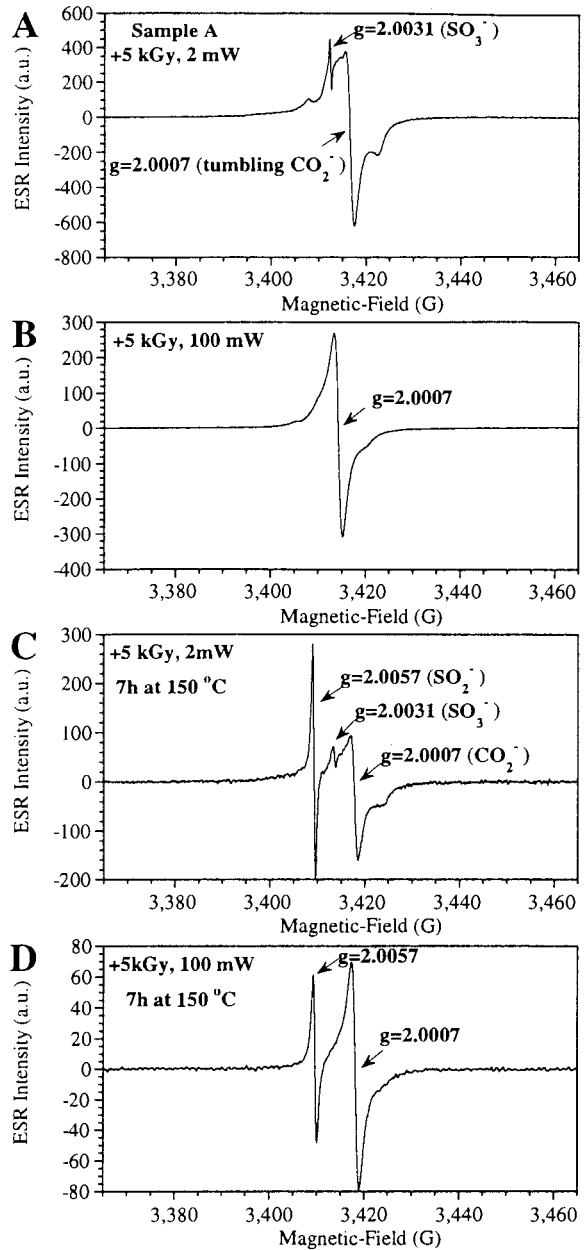 A
Sample A
+5 kGy, 2 mW
g=2.0031 (SO3-)
g=2.0007 (tumbling CO2-)
ESR Intensity (a.u.)
600
400
200
0
-200
-400
-600
-800
3,380
3,400
3,420
3,440
3,460
Magnetic-Field (G)
B
+5 kGy, 100 mW
g=2.0007
ESR Intensity (a.u.)
300
200
100
0
-100
-200
-300
-400
3,380
3,400
3,420
3,440
3,460
Magnetic-Field (G)
C
+5 kGy, 2mW
7h at 150 °C
g=2.0057 (SO2-)
g=2.0031 (SO3-)
g=2.0007 (CO2-)
ESR Intensity (a.u.)
300
200
100
0
-100
-200
3,380
3,400
3,420
3,440
3,460
Magnetic-Field (G)
D
+5kGy, 100 mW
7h at 150 °C
g=2.0057
g=2.0007
ESR Intensity (a.u.)
80
60
40
20
0
-20
-40
-60
-80
3,380
3,400
3,420
3,440
3,460
Magnetic-Field (G)